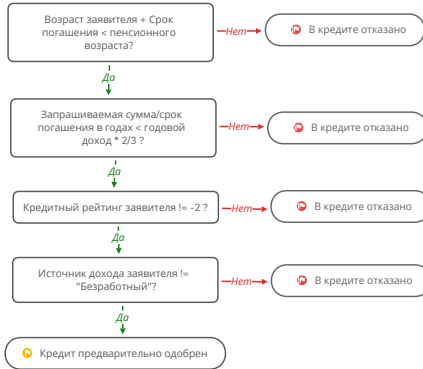 Возраст заявителя + Срок
погашения < пенсионного
возраста?
Нет
В кредите отказано
Да
Запрашиваемая сумма/срок
погашения в годах < годовой
доход * 2/3 ?
Нет
В кредите отказано
Да
Кредитный рейтинг заявителя != –2 ?
Нет
В кредите отказано
Да
Источник дохода заявителя !=
"Безработный"?
Нет
В кредите отказано
Да
Кредит предварительно одобрен